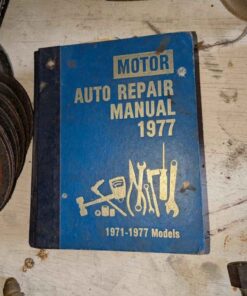 MOTOR
AUTO REPAIR
MANUAL
1977
1971-1977 Models